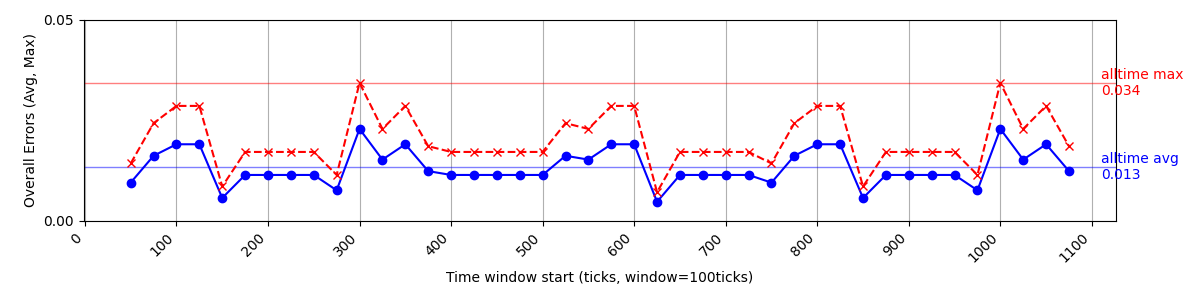 Overall Errors (Avg, Max)
0.05
0.00
alltime max
0.034
alltime avg
0.013
0 100 200 300 400 500 600 700 800 900 1000 1100
Time window start (ticks, window=100ticks)